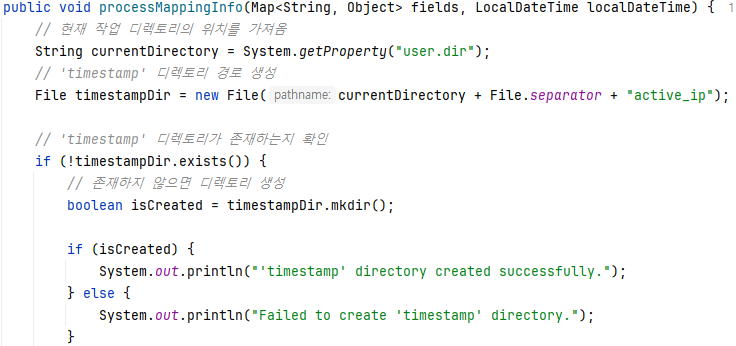 public void processMappingInfo(Map<String, Object> fields, LocalDateTime localDateTime) { 1
// 현재 작업 디렉토리의 위치를 가져옴
String currentDirectory = System.getProperty("user.dir");
// 'timestamp' 디렉토리 경로 생성
File timestampDir = new File( pathname: currentDirectory + File.separator + "active_ip");
// 'timestamp' 디렉토리가 존재하는지 확인
if (!timestampDir.exists()) {
// 존재하지 않으면 디렉토리 생성
boolean isCreated = timestampDir.mkdir();
if (isCreated) {
System.out.println("'timestamp' directory created successfully.");
} else {
System.out.println("Failed to create 'timestamp' directory.");
}